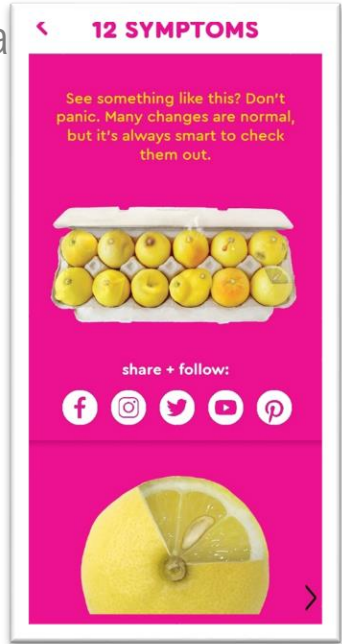 12 SYMPTOMS
See something like this? Don't
panic. Many changes are normal,
but it's always smart to check
them out.
share + follow: